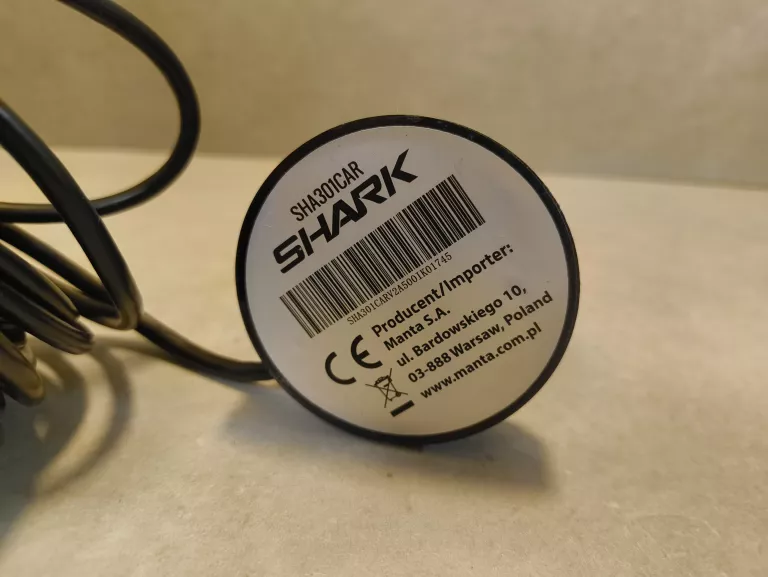 SHA301CAR
SHARK
SHA301CARV2A5001K01745
Producent/Importer:
Manta S.A.
ul. Bardowskiego 10,
03-888 Warsaw, Poland
www.manta.com.pl
CE